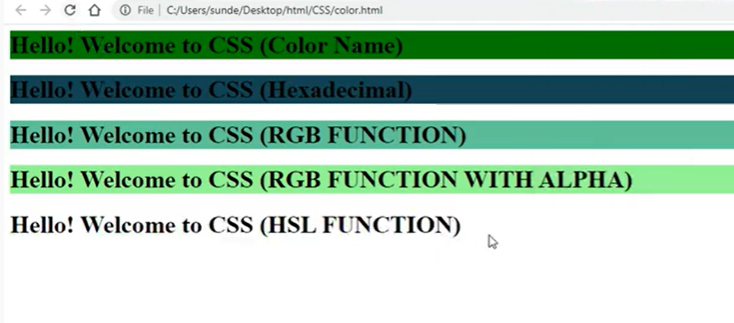 File C:/Users/sunde/Desktop/html/CSS/color.html
Hello! Welcome to CSS (Color Name)
Hello! Welcome to CSS (Hexadecimal)
Hello! Welcome to CSS (RGB FUNCTION)
Hello! Welcome to CSS (RGB FUNCTION WITH ALPHA)
Hello! Welcome to CSS (HSL FUNCTION)